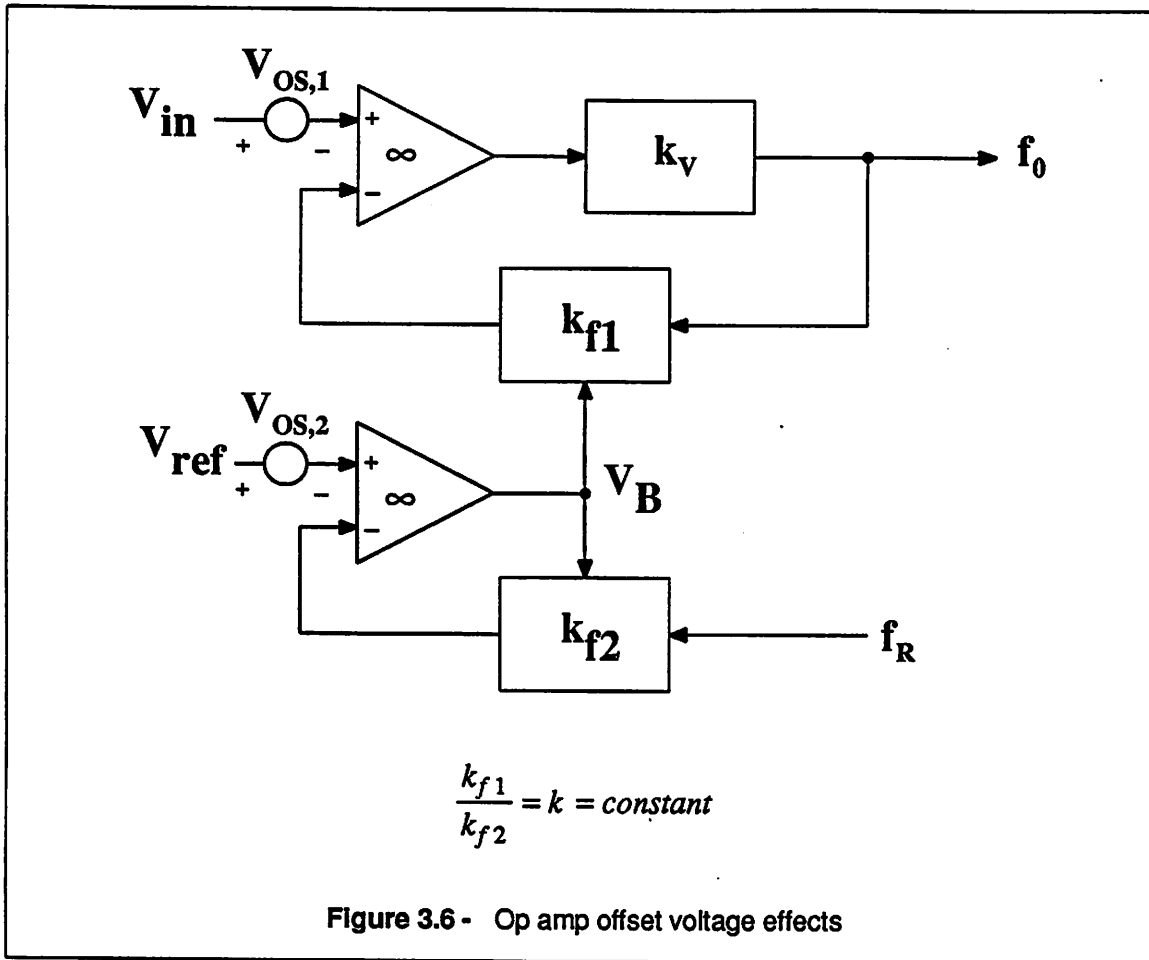 V_OS,1
V_in
+
-
+
-
∞
k_v
f_0
k_f1
V_OS,2
V_ref
+
-
+
-
∞
V_B
k_f2
f_R
k_f1 / k_f2 = k = constant
Figure 3.6 - Op amp offset voltage effects